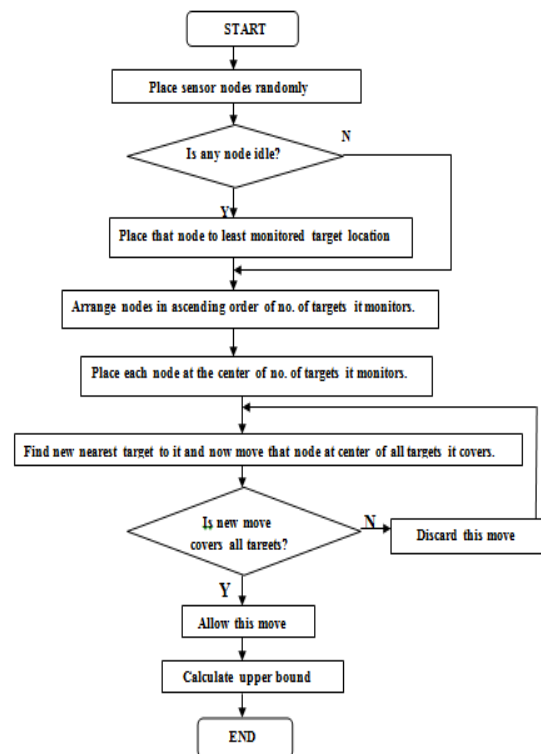 START
Place sensor nodes randomly
N
Is any node idle?
Y
Place that node to least monitored target location
Arrange nodes in ascending order of no. of targets it monitors.
Place each node at the center of no. of targets it monitors.
Find new nearest target to it and now move that node at center of all targets it covers.
Is new move
covers all targets?
N
Discard this move
Y
Allow this move
Calculate upper bound
END